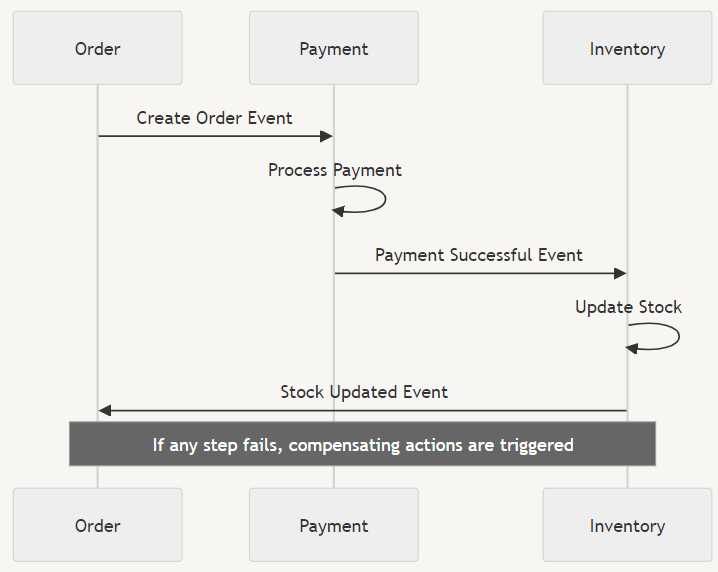 Order
Payment
Inventory
Create Order Event
Process Payment
Payment Successful Event
Update Stock
Stock Updated Event
If any step fails, compensating actions are triggered
Order
Payment
Inventory